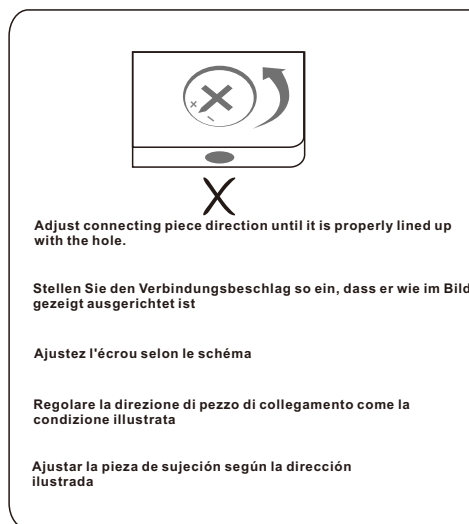 Adjust connecting piece direction until it is properly lined up
with the hole.
Stellen Sie den Verbindungsbeschlag so ein, dass er wie im Bild
gezeigt ausgerichtet ist
Ajustez l'écrou selon le schéma
Regolare la direzione di pezzo di collegamento come la
condizione illustrata
Ajustar la pieza de sujeción según la dirección
ilustrada